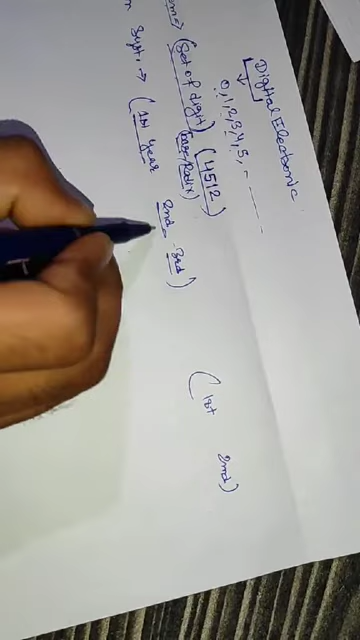 Digital Electronic
0,1,2,3,4,5, - - ——
(Set of digit) (4512)
(base/Radix)
→ (1st year 2nd 3rd)
(1st 2nd)